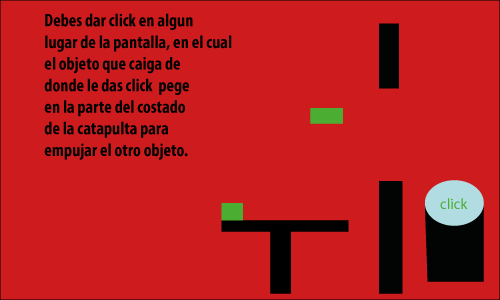 Debes dar click en algun
lugar de la pantalla, en el cual
el objeto que caiga de
donde le das click pege
en la parte del costado
de la catapulta para
empujar el otro objeto.
click